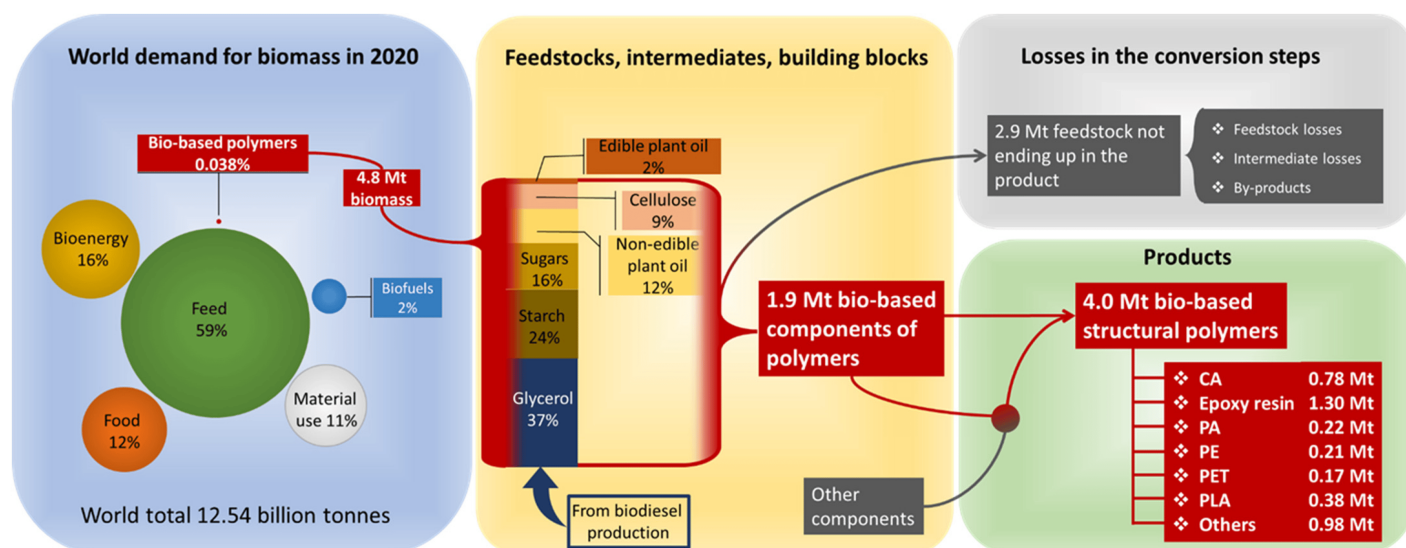 World demand for biomass in 2020
Bio-based polymers
0.038%
4.8 Mt
biomass
Bioenergy
16%
Feed
59%
Biofuels
2%
Food
12%
Material
use 11%
World total 12.54 billion tonnes
Feedstocks, intermediates, building blocks
Edible plant oil
2%
Cellulose
9%
Non-edible
plant oil
12%
Sugars
16%
Starch
24%
Glycerol
37%
From biodiesel
production
1.9 Mt bio-based
components of
polymers
Other
components
Losses in the conversion steps
2.9 Mt feedstock not
ending up in the
product
❖ Feedstock losses
❖ Intermediate losses
❖ By-products
Products
4.0 Mt bio-based
structural polymers
❖ CA 0.78 Mt
❖ Epoxy resin 1.30 Mt
❖ PA 0.22 Mt
❖ PE 0.21 Mt
❖ PET 0.17 Mt
❖ PLA 0.38 Mt
❖ Others 0.98 Mt